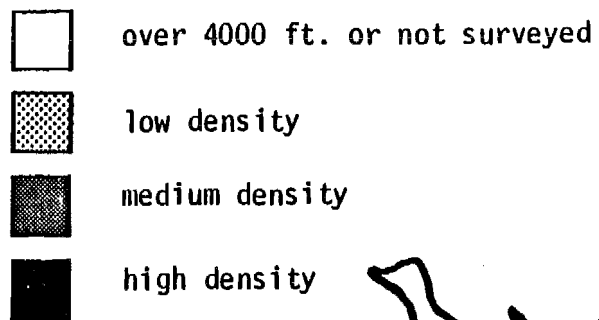 over 4000 ft. or not surveyed
low density
medium density
high density